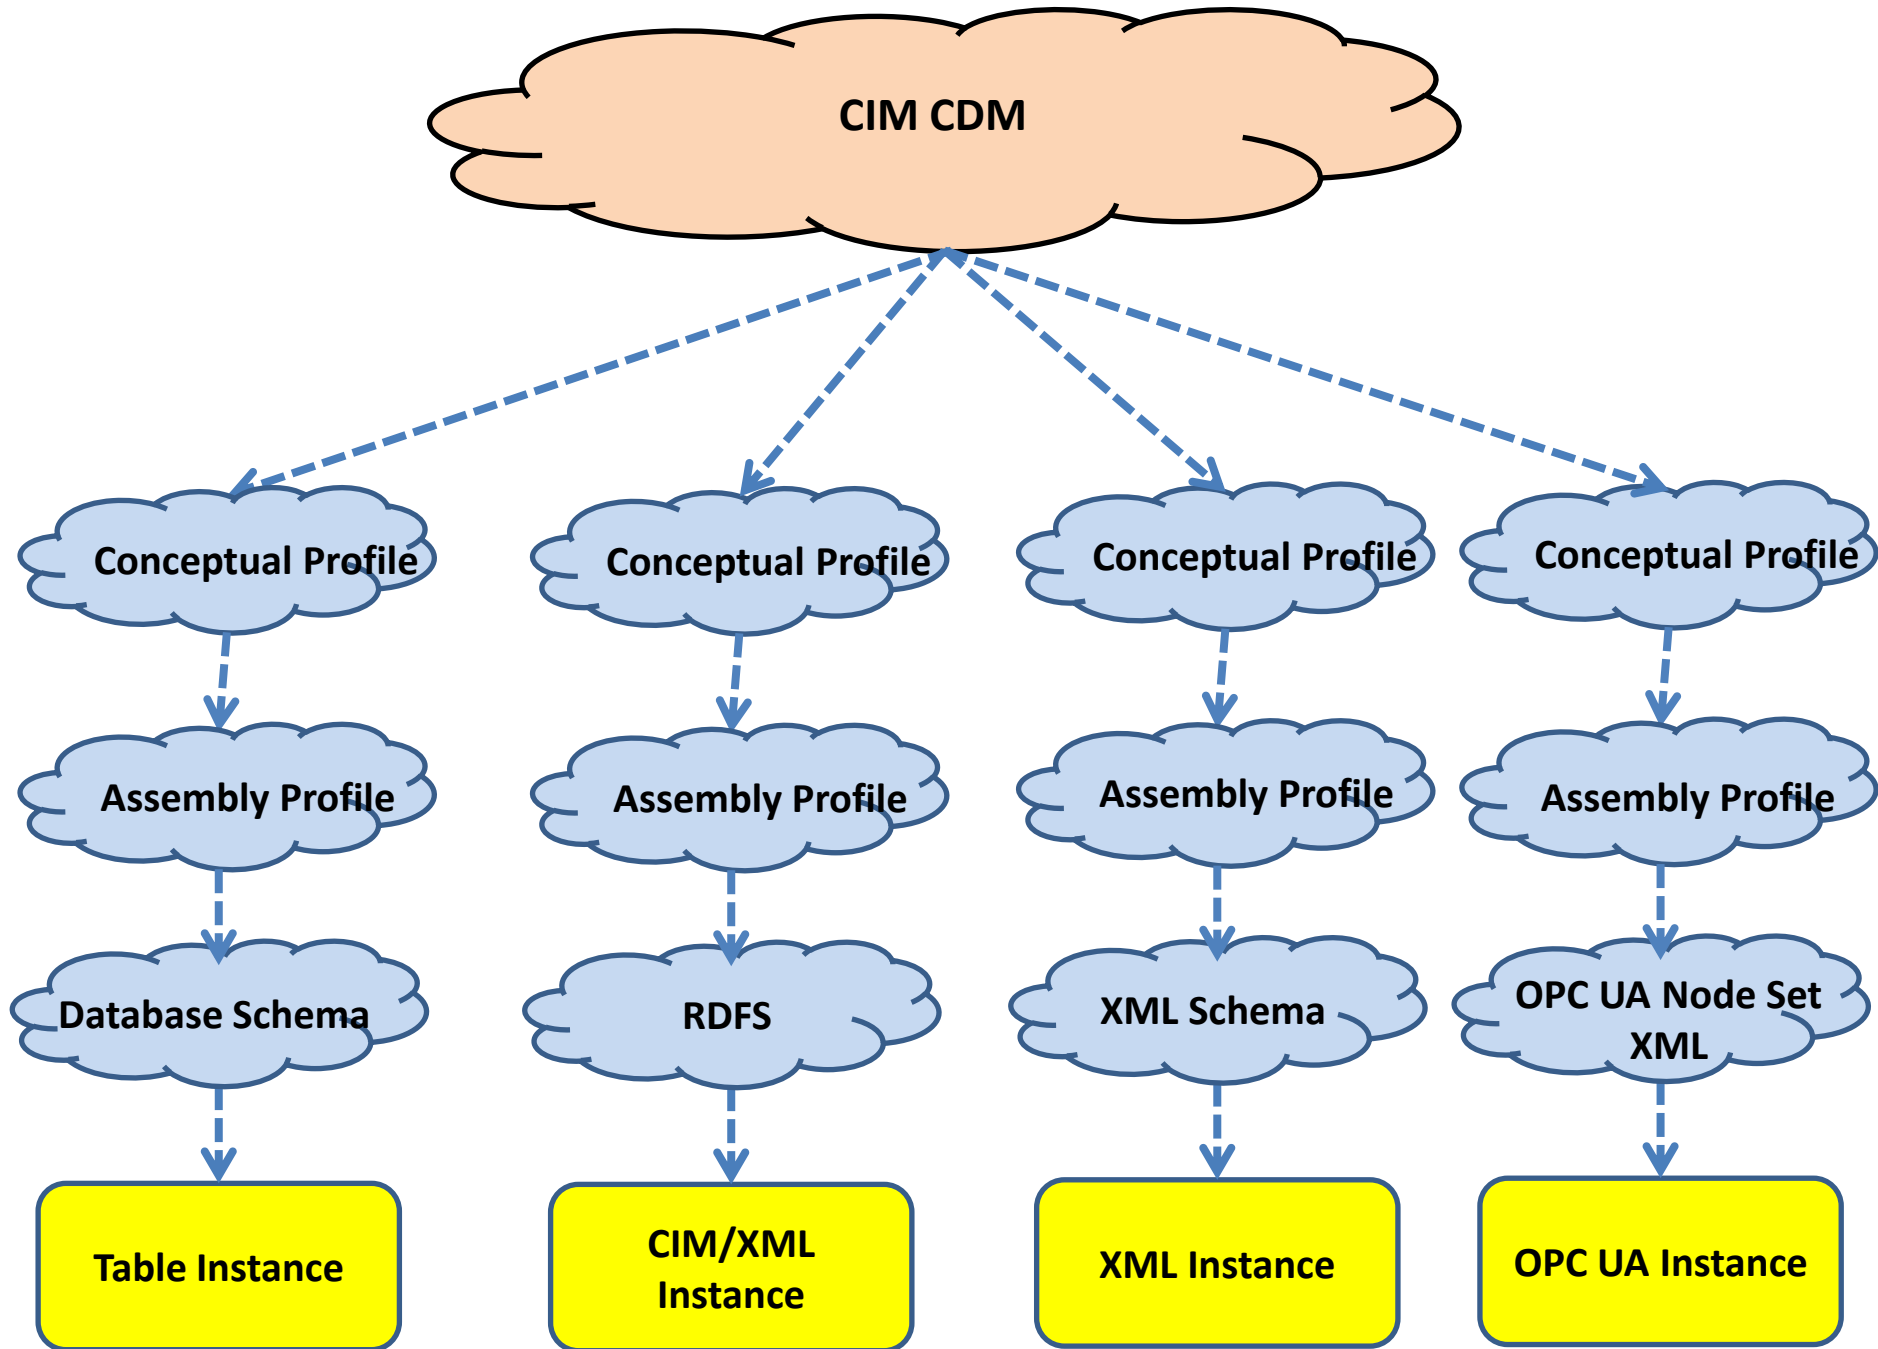 CIM CDM
Conceptual Profile
Conceptual Profile
Conceptual Profile
Conceptual Profile
Assembly Profile
Assembly Profile
Assembly Profile
Assembly Profile
Database Schema
RDFS
XML Schema
OPC UA Node Set
XML
Table Instance
CIM/XML
Instance
XML Instance
OPC UA Instance